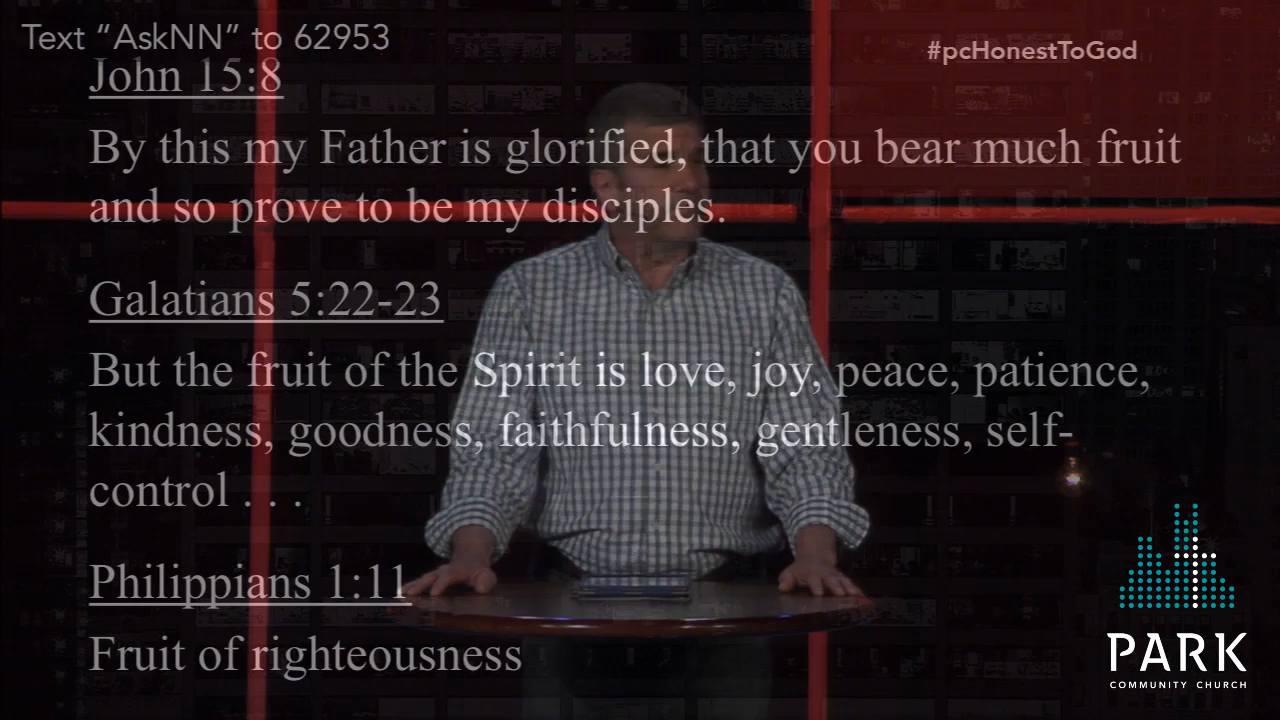 Text “AskNN” to 62953
#pcHonestToGod
John 15:8
By this my Father is glorified, that you bear much fruit
and so prove to be my disciples.
Galatians 5:22-23
But the fruit of the Spirit is love, joy, peace, patience,
kindness, goodness, faithfulness, gentleness, self-
control . . .
Philippians 1:11
Fruit of righteousness
PARK
COMMUNITY CHURCH